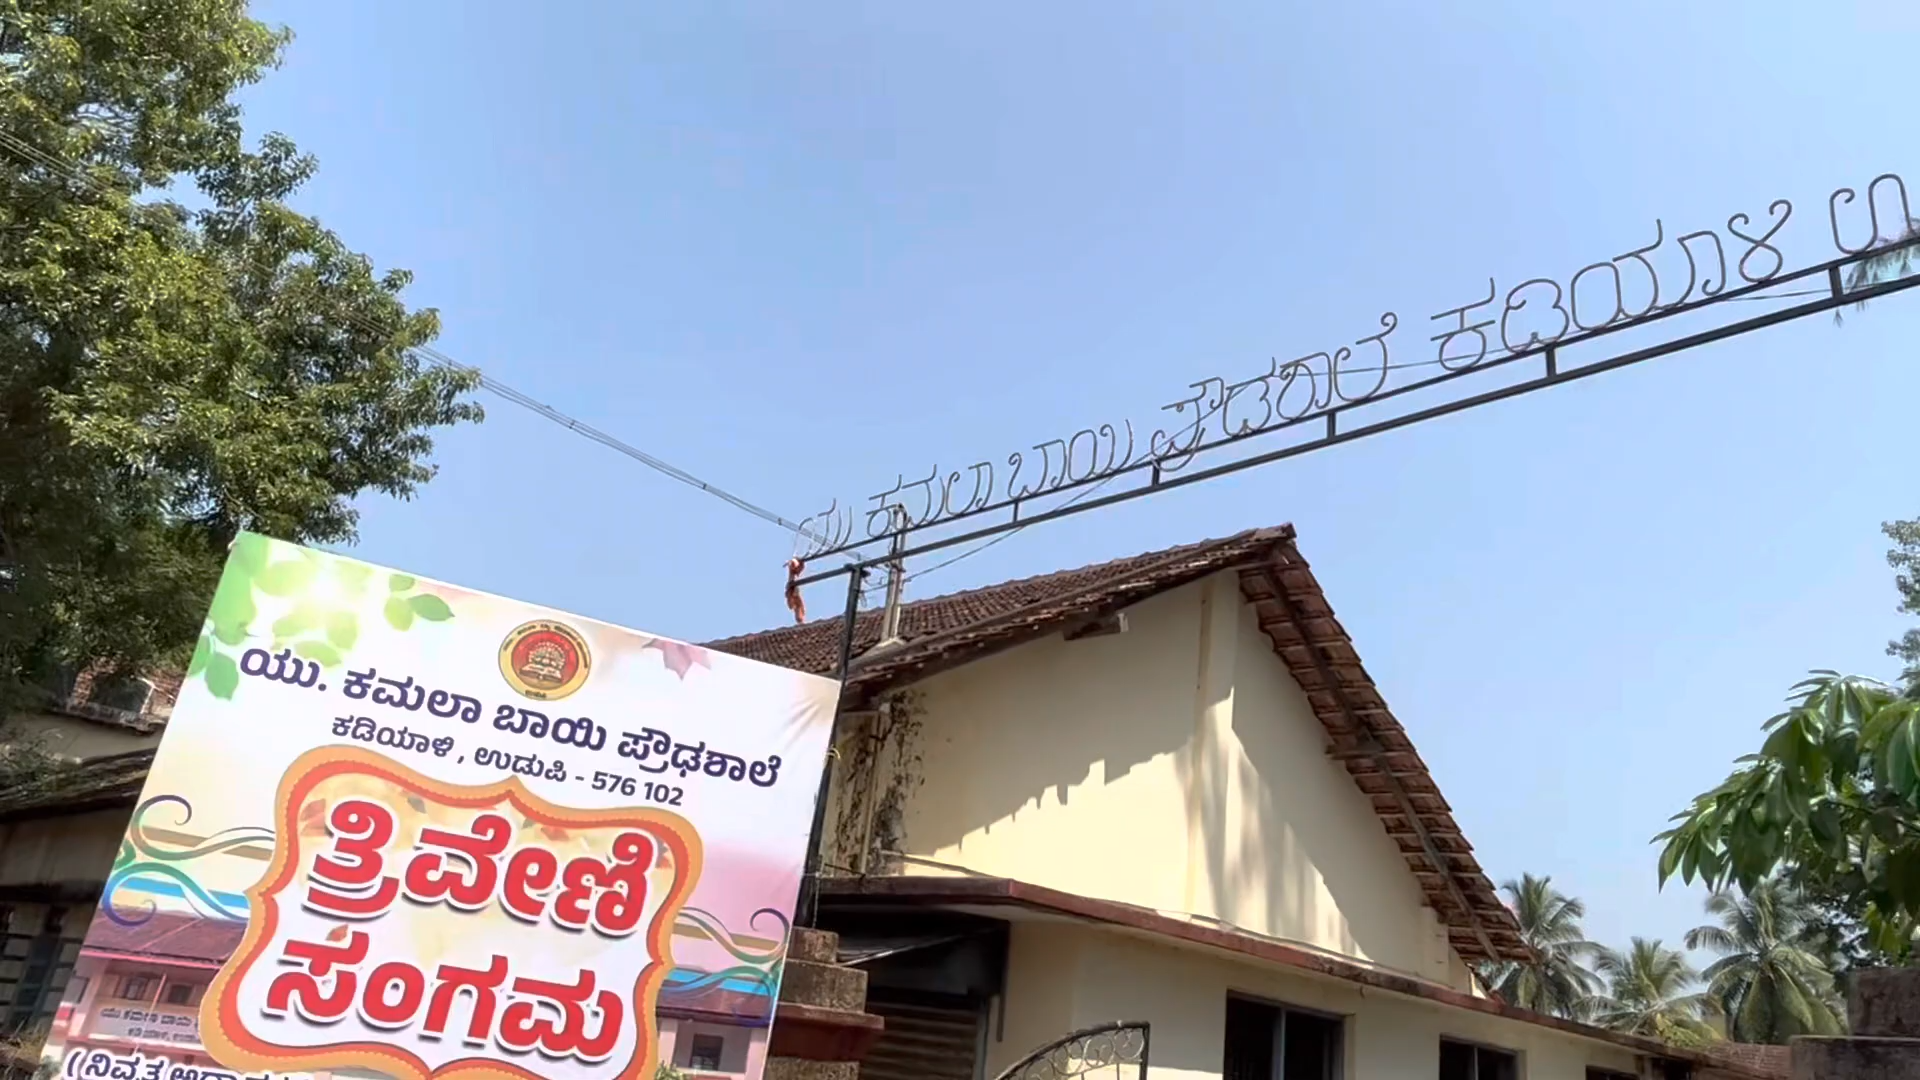 ಯು ಕಮಲಾ ಬಾಯಿ ಪ್ರೌಢಶಾಲೆ ಕಡಿಯಾಳಿ
ಯು. ಕಮಲಾ ಬಾಯಿ ಪ್ರೌಢಶಾಲೆ
ಕಡಿಯಾಳಿ, ಉಡುಪಿ - 576 102
ತ್ರಿವೇಣಿ
ಸಂಗಮ